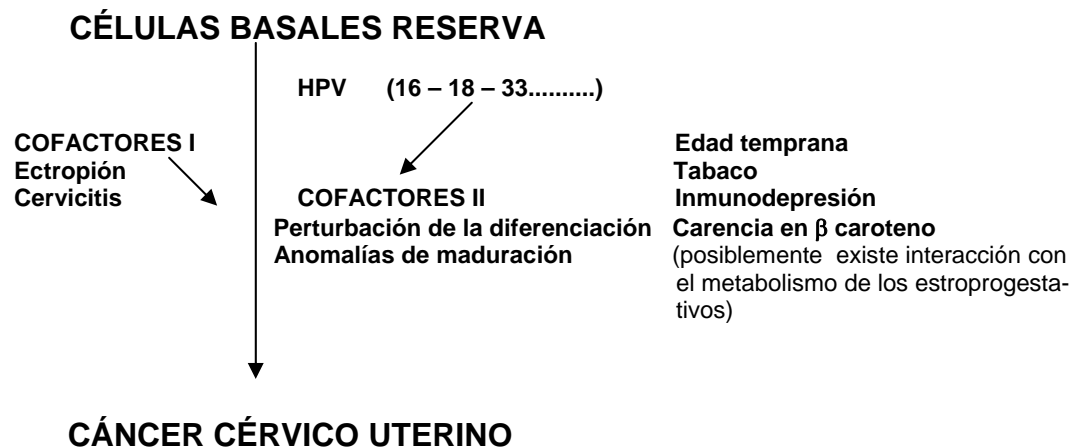 CÉLULAS BASALES RESERVA
HPV (16 – 18 – 33..........)
COFACTORES I
Ectropión
Cervicitis
COFACTORES II
Perturbación de la diferenciación
Anomalías de maduración
Edad temprana
Tabaco
Inmunodepresión
Carencia en β caroteno
(posiblemente existe interacción con
el metabolismo de los estroprogesta-
tivos)
CÁNCER CÉRVICO UTERINO